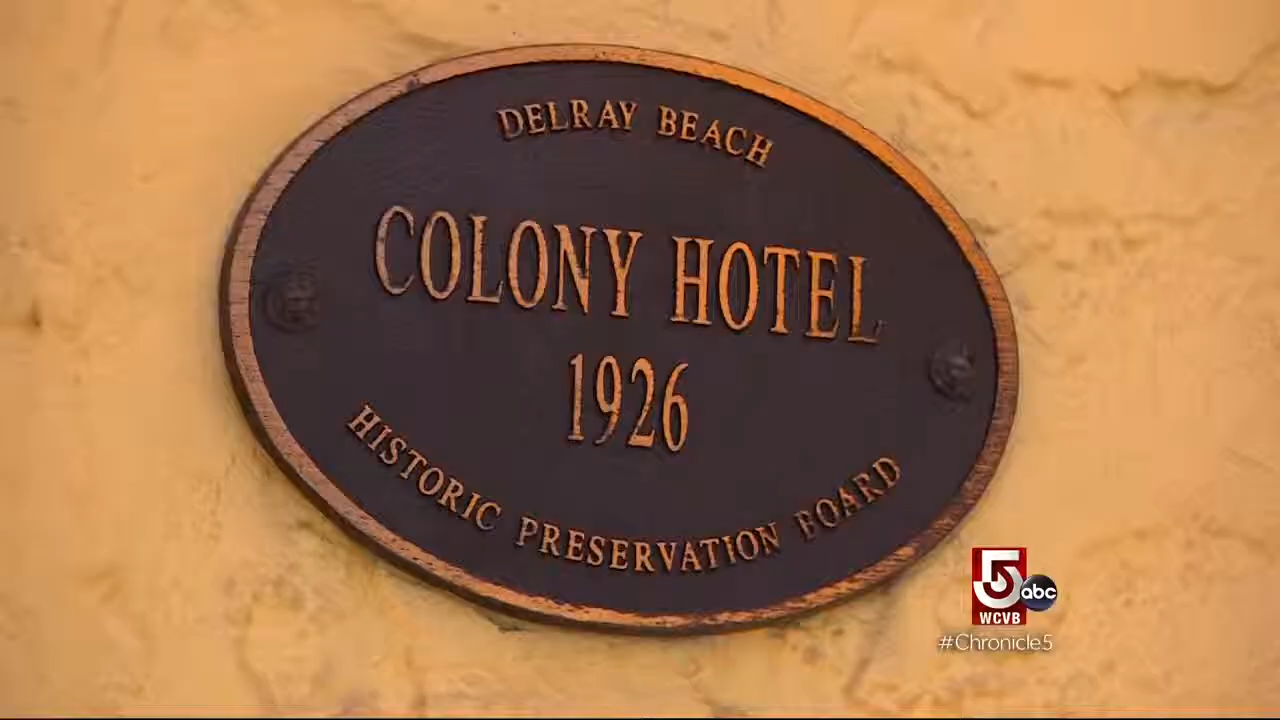 DELRAY BEACH
COLONY HOTEL
1926
HISTORIC PRESERVATION BOARD
5 abc
WCVB
#Chronicle5